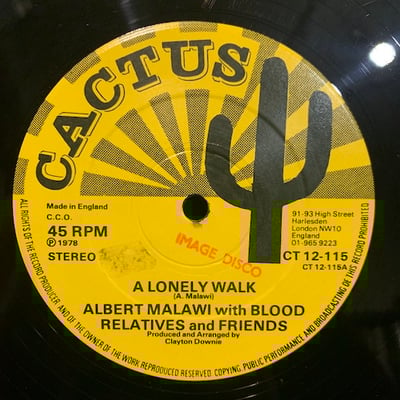 CACTUS
Made in England
C.C.O.
45 RPM
℗ 1978
STEREO
91-93 High Street
Harlesden
London NW10
England
01-965 9223
CT 12-115
CT 12-115A
IMAGE DISCO
A LONELY WALK
(A. Malawi)
ALBERT MALAWI with BLOOD
RELATIVES and FRIENDS
Produced and Arranged by
Clayton Downie
ALL RIGHTS OF THE RECORD PRODUCER AND OF THE OWNER OF THE WORK REPRODUCED RESERVED. COPYING, PUBLIC PERFORMANCE AND BROADCASTING OF THIS RECORD PROHIBITED